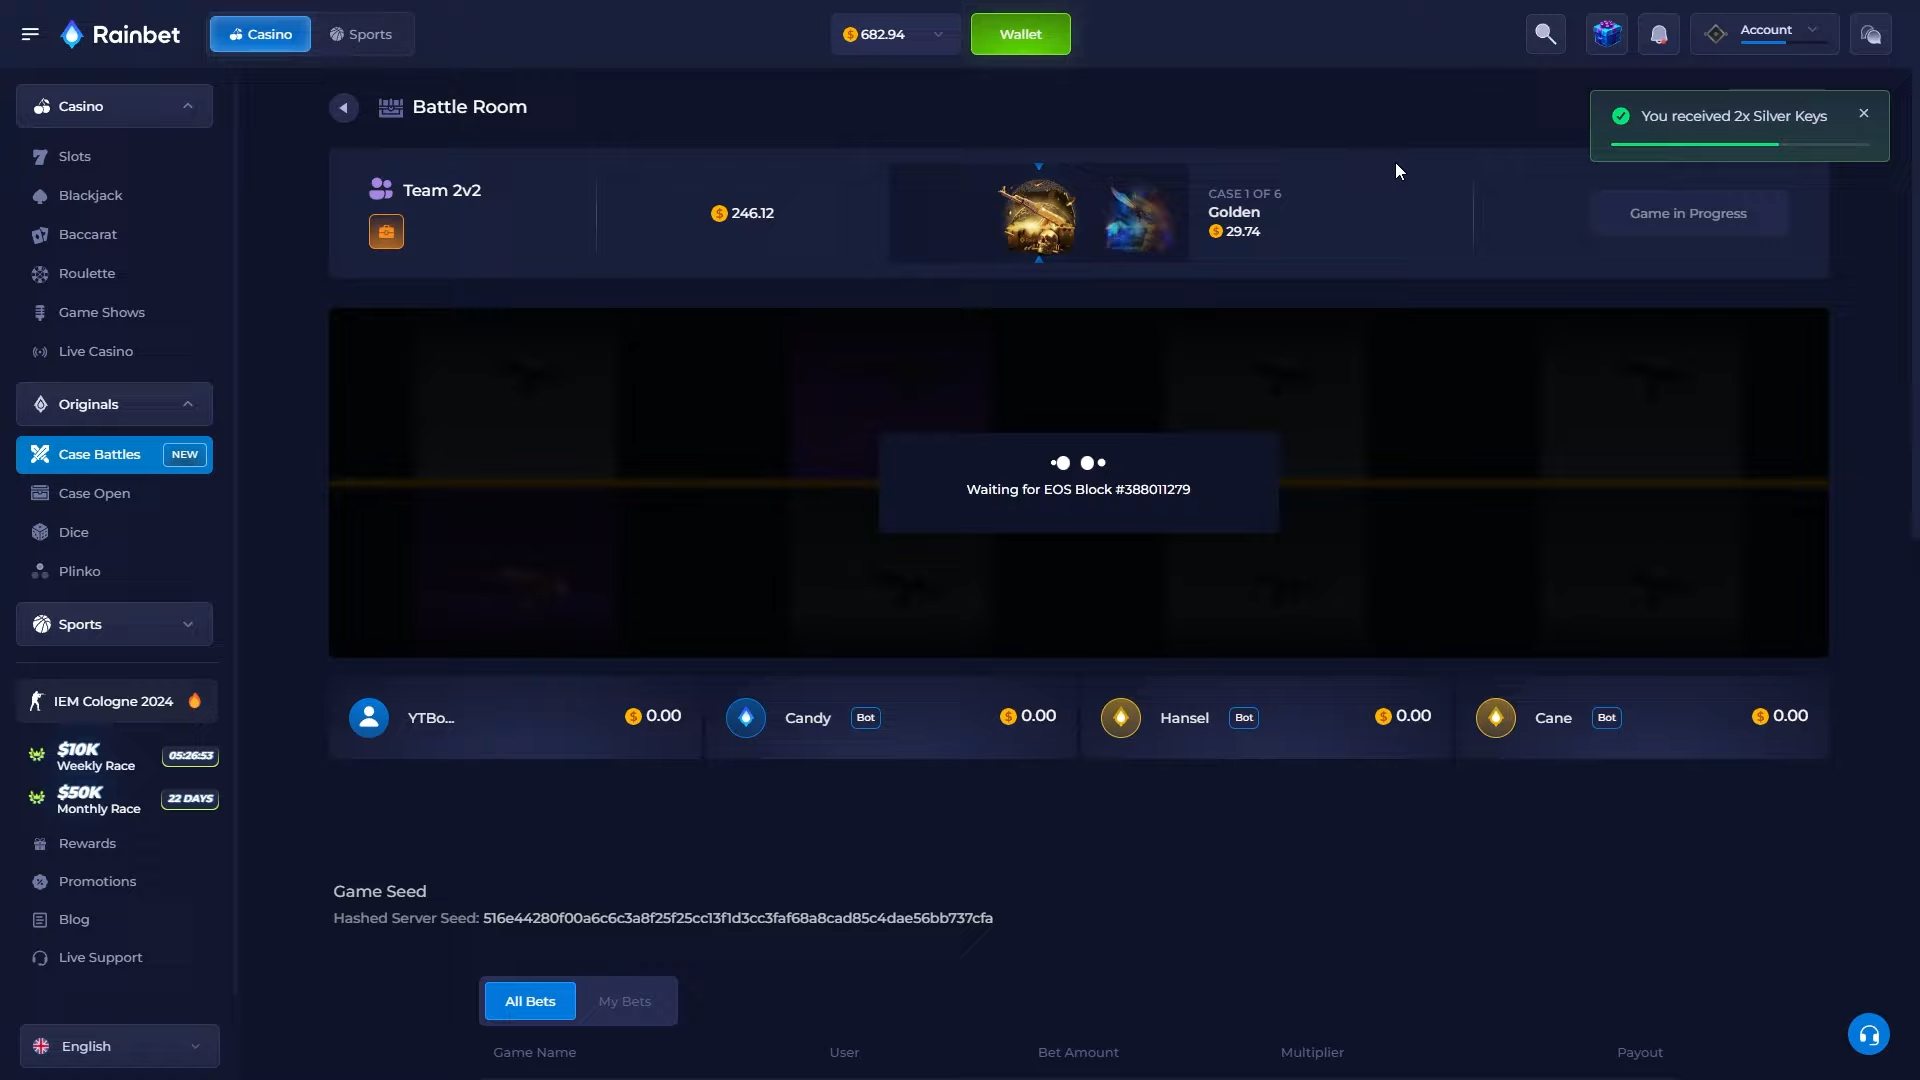 Rainbet
Casino
Sports
682.94
Wallet
Account
Casino
Slots
Blackjack
Baccarat
Roulette
Game Shows
Live Casino
Originals
Case Battles NEW
Case Open
Dice
Plinko
Sports
IEM Cologne 2024
$10K
Weekly Race
05:26:53
$50K
Monthly Race
22 DAYS
Rewards
Promotions
Blog
Live Support
English
Battle Room
You received 2x Silver Keys
Team 2v2
246.12
CASE 1 OF 6
Golden
29.74
Game in Progress
Waiting for EOS Block #388011279
YTBo... 0.00
Candy Bot 0.00
Hansel Bot 0.00
Cane Bot 0.00
Game Seed
Hashed Server Seed: 516e44280f00a6c6c3a8f25f25cc13f1d3cc3faf68a8cad85c4dae56bb737cfa
All Bets
My Bets
Game Name User Bet Amount Multiplier Payout